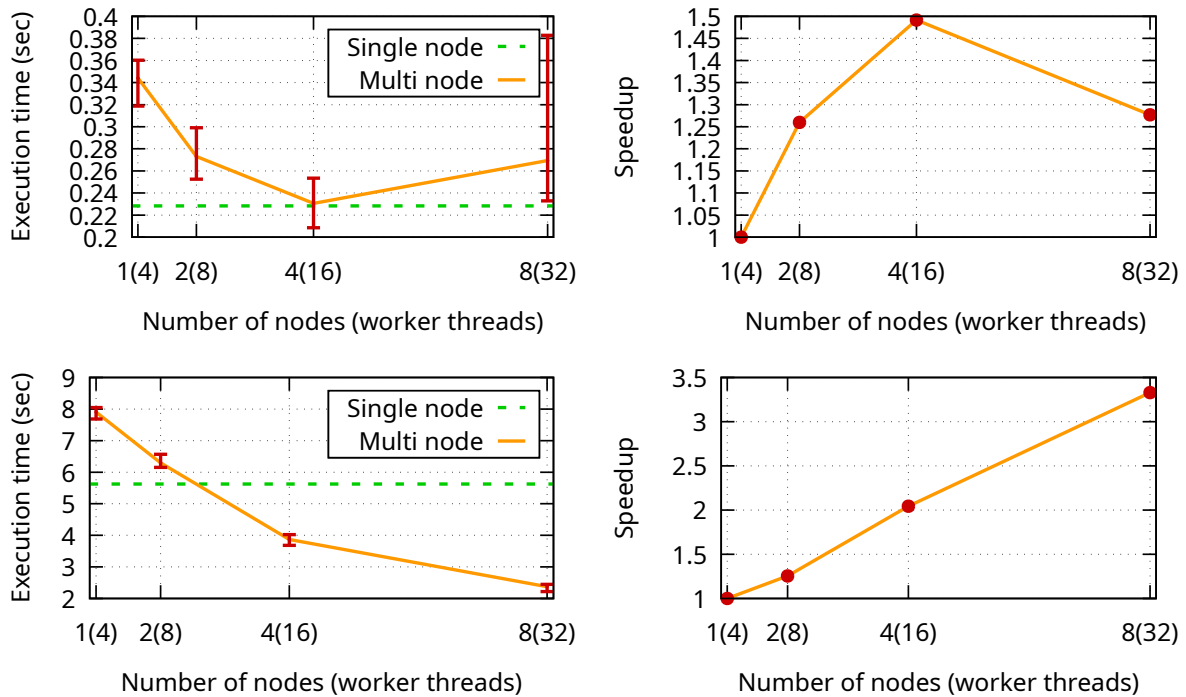 Execution time (sec)
0.4
0.38
0.36
0.34
0.32
0.3
0.28
0.26
0.24
0.22
0.2
Single node
Multi node
1(4) 2(8) 4(16) 8(32)
Number of nodes (worker threads)
Speedup
1.5
1.45
1.4
1.35
1.3
1.25
1.2
1.15
1.1
1.05
1
1(4) 2(8) 4(16) 8(32)
Number of nodes (worker threads)
Execution time (sec)
9
8
7
6
5
4
3
2
Single node
Multi node
1(4) 2(8) 4(16) 8(32)
Number of nodes (worker threads)
Speedup
3.5
3
2.5
2
1.5
1
1(4) 2(8) 4(16) 8(32)
Number of nodes (worker threads)